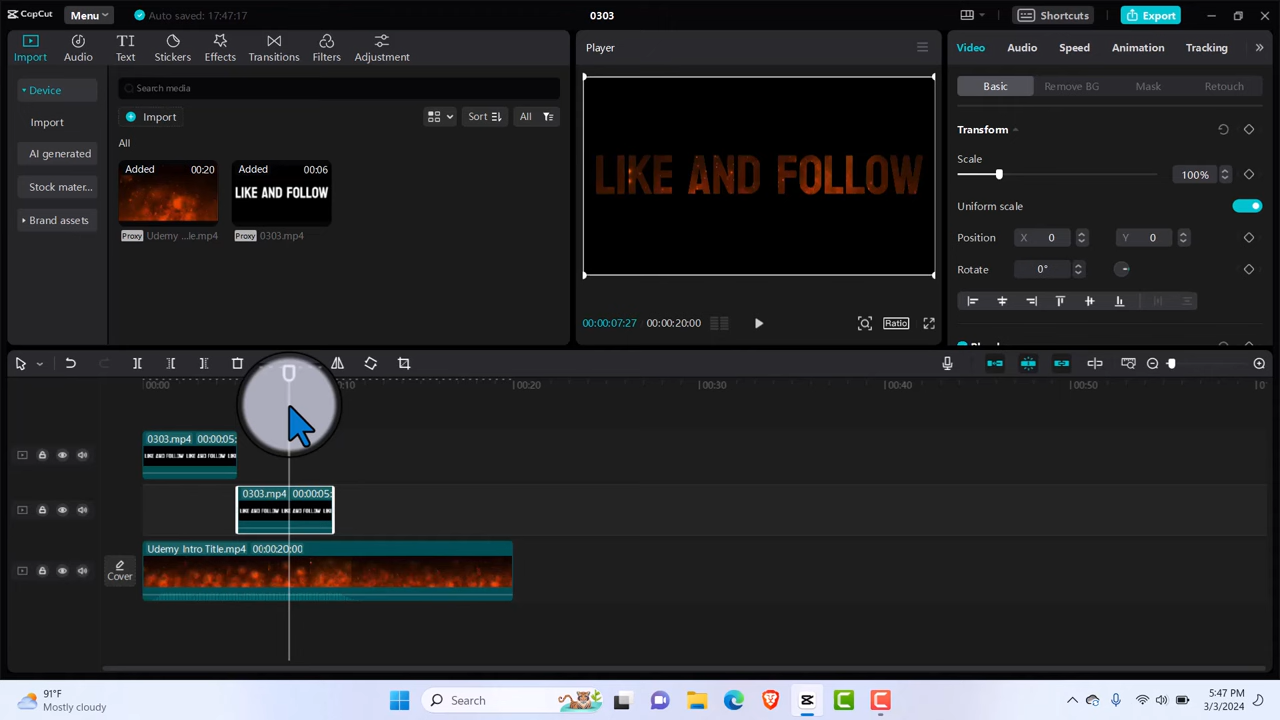 CapCut Menu Auto saved: 17:47:17 0303 Shortcuts Export
Import Audio Text Stickers Effects Transitions Filters Adjustment
Player
Video Audio Speed Animation Tracking
Device
Import
AI generated
Stock mater...
Brand assets
Search media
Import Sort All
All
Added 00:20
Added 00:06
LIKE AND FOLLOW
Proxy Udemy ...le.mp4
Proxy 0303.mp4
LIKE AND FOLLOW
00:00:07:27 00:00:20:00 Ratio
Basic Remove BG Mask Retouch
Transform
Scale
100%
Uniform scale
Position X 0 Y 0
Rotate 0°
00:00 00:10 00:20 00:30 00:40 00:50 0
0303.mp4 00:00:05:
LIKE AND FOLLOW LIKE AND FOLLOW
0303.mp4 00:00:05:
LIKE AND FOLLOW LIKE AND FOLLOW
Cover
Udemy Intro Title.mp4 00:00:20:00
91°F
Mostly cloudy
Search
5:47 PM
3/3/2024